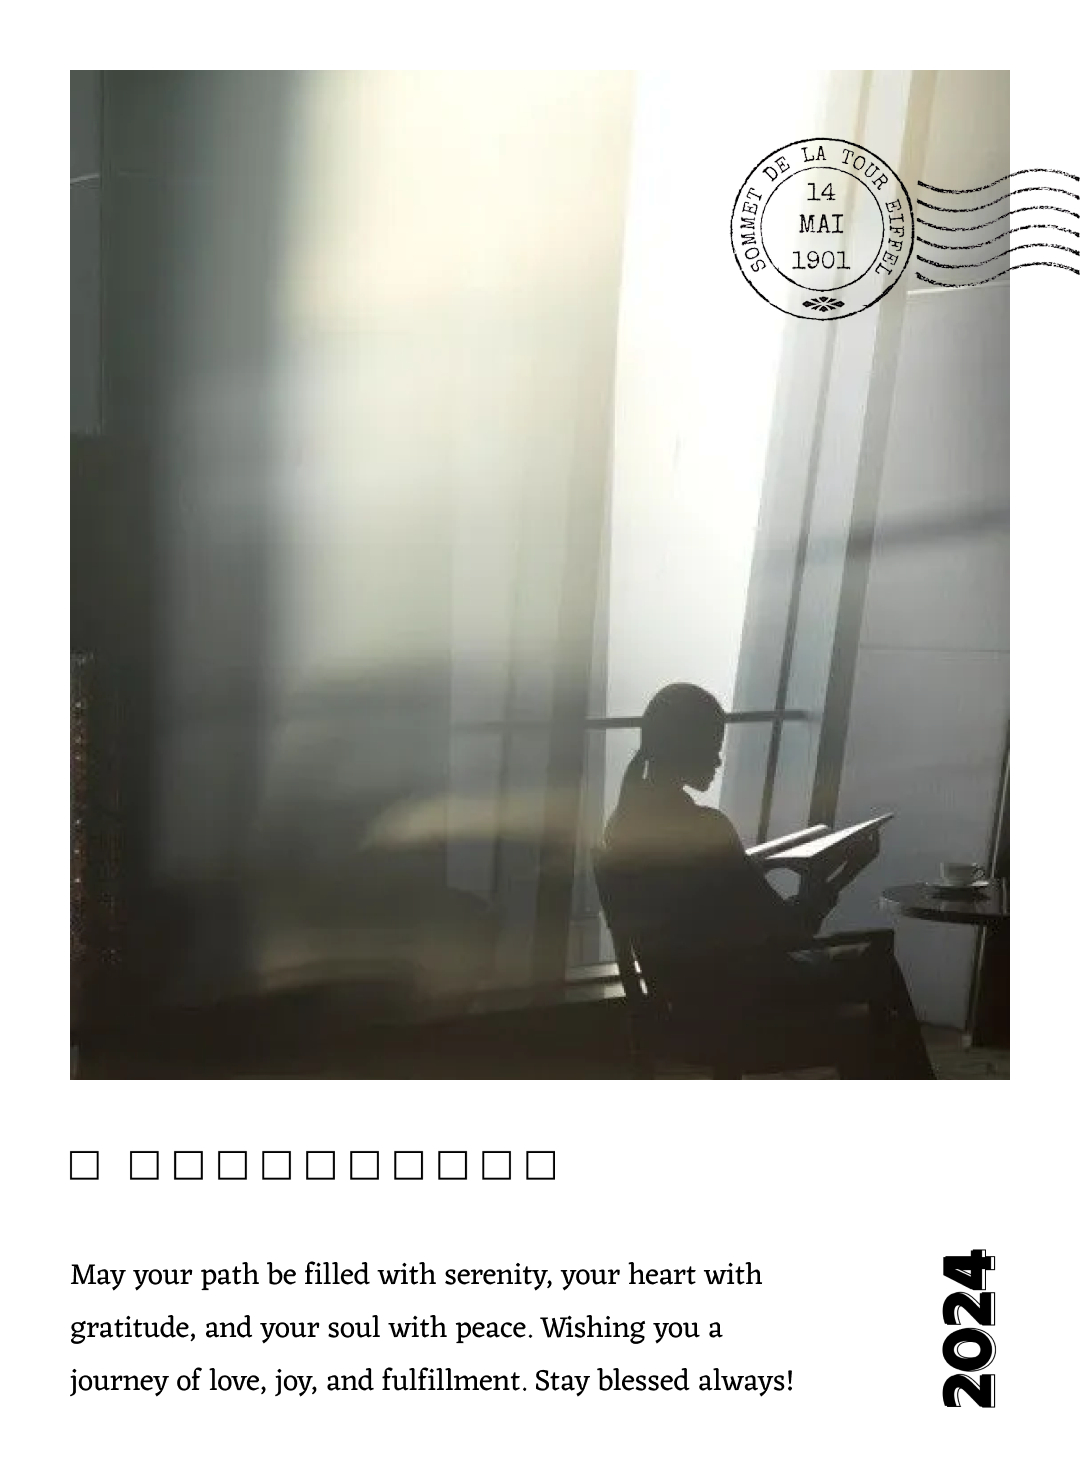 SOMMET DE LA TOUR EIFFEL
14
MAI
1901
□ □□□□□□□□□□
May your path be filled with serenity, your heart with
gratitude, and your soul with peace. Wishing you a
journey of love, joy, and fulfillment. Stay blessed always!
2024